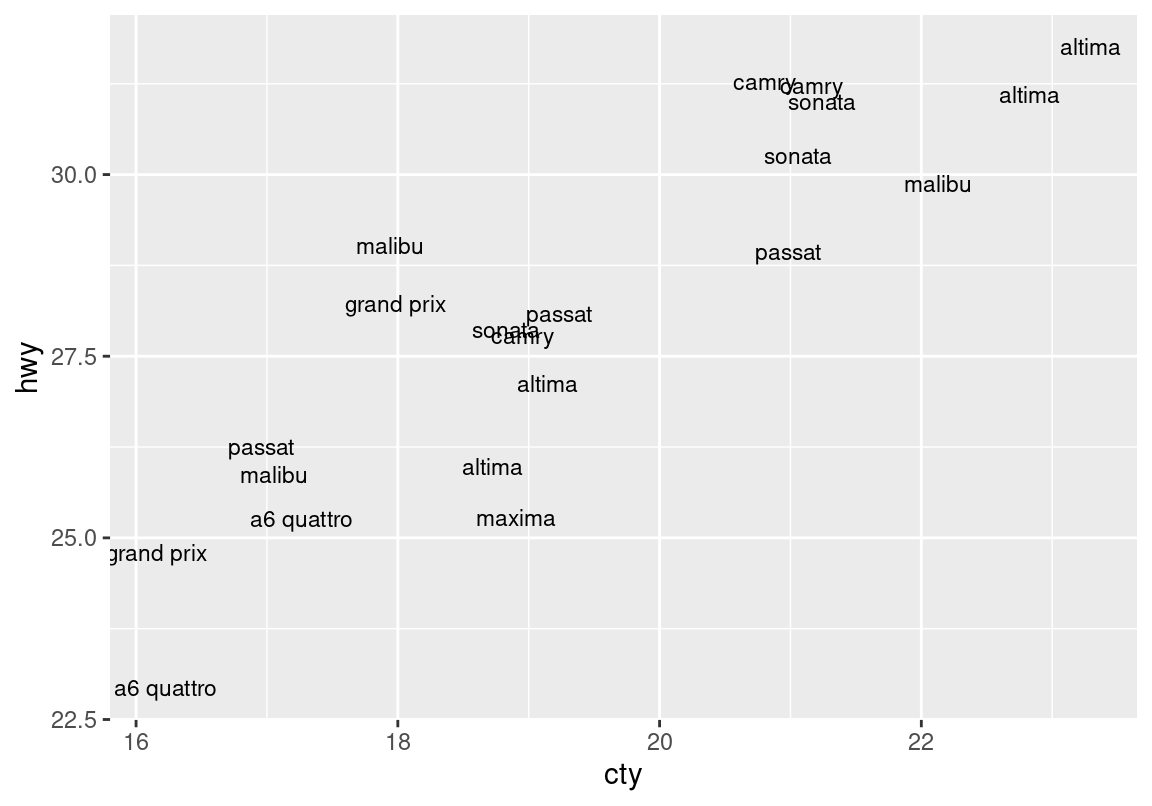 altima
camry
camry
altima
sonata
sonata
30.0
malibu
malibu
passat
grand prix
passat
sonata
camry
27.5
hwy
altima
passat
altima
malibu
a6 quattro
maxima
25.0
grand prix
a6 quattro
22.5
16
18
20
22
cty